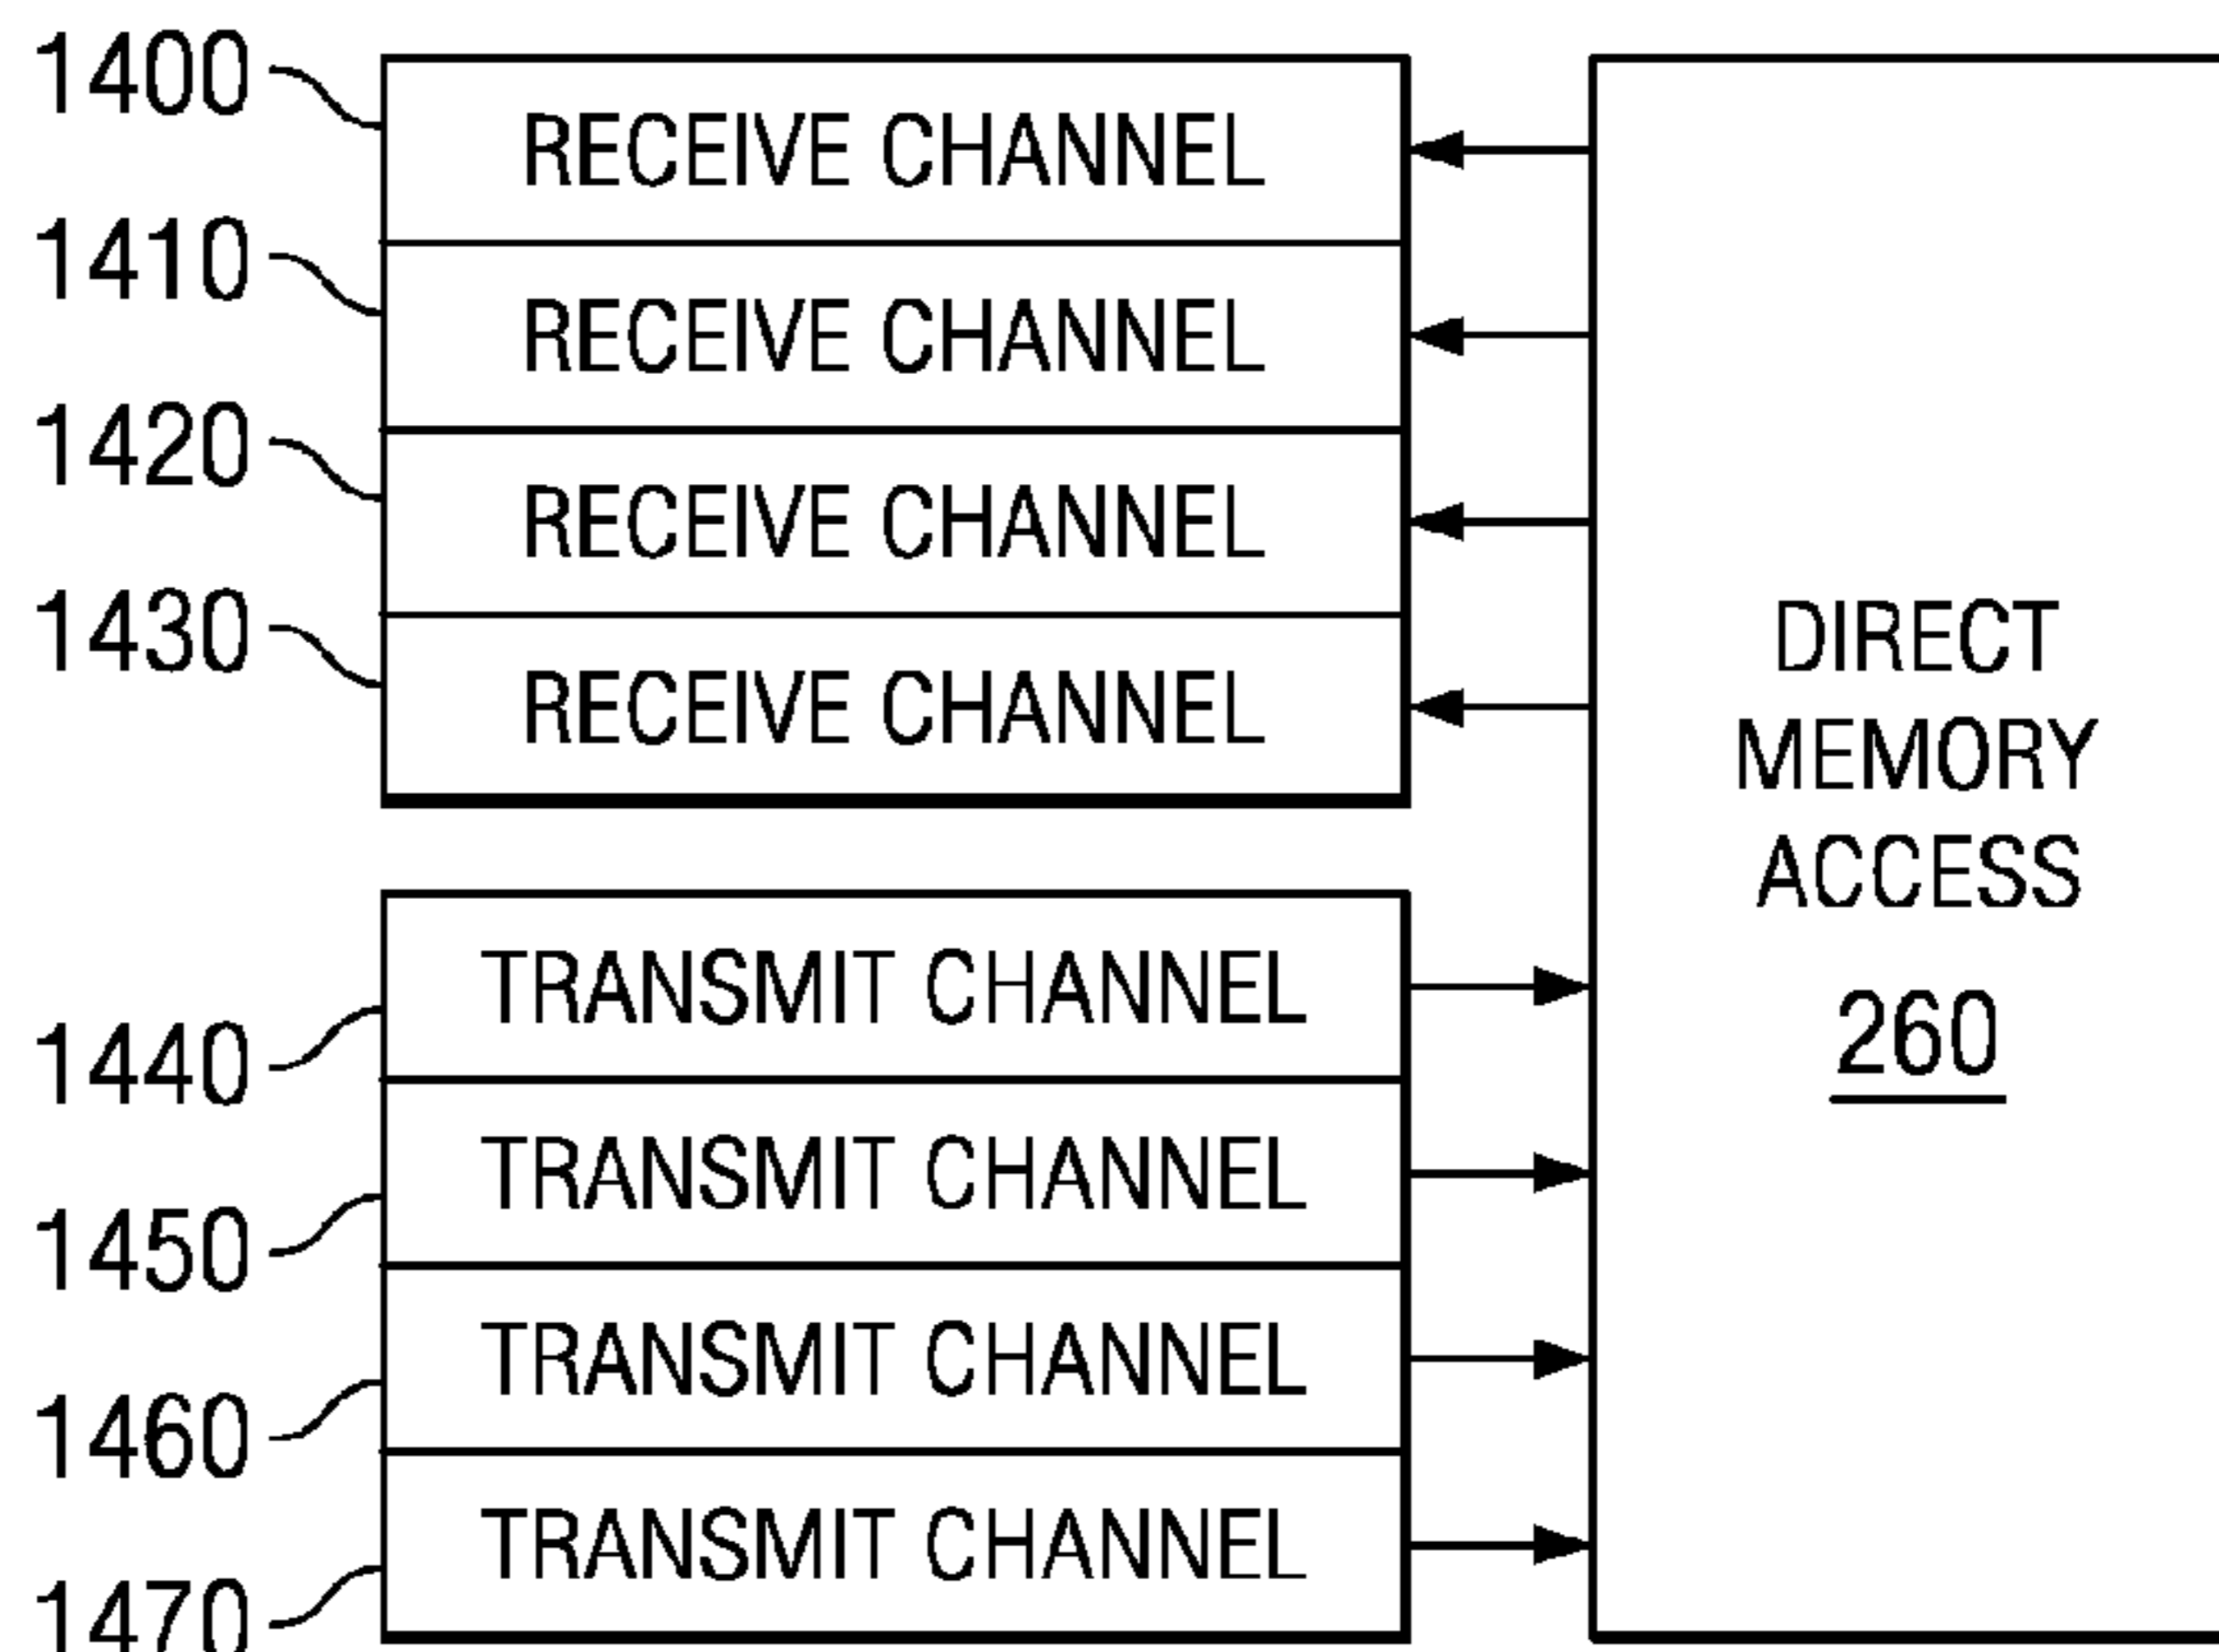 1400
RECEIVE CHANNEL
1410
RECEIVE CHANNEL
1420
RECEIVE CHANNEL
1430
RECEIVE CHANNEL
1440
TRANSMIT CHANNEL
1450
TRANSMIT CHANNEL
1460
TRANSMIT CHANNEL
1470
TRANSMIT CHANNEL
DIRECT
MEMORY
ACCESS
260